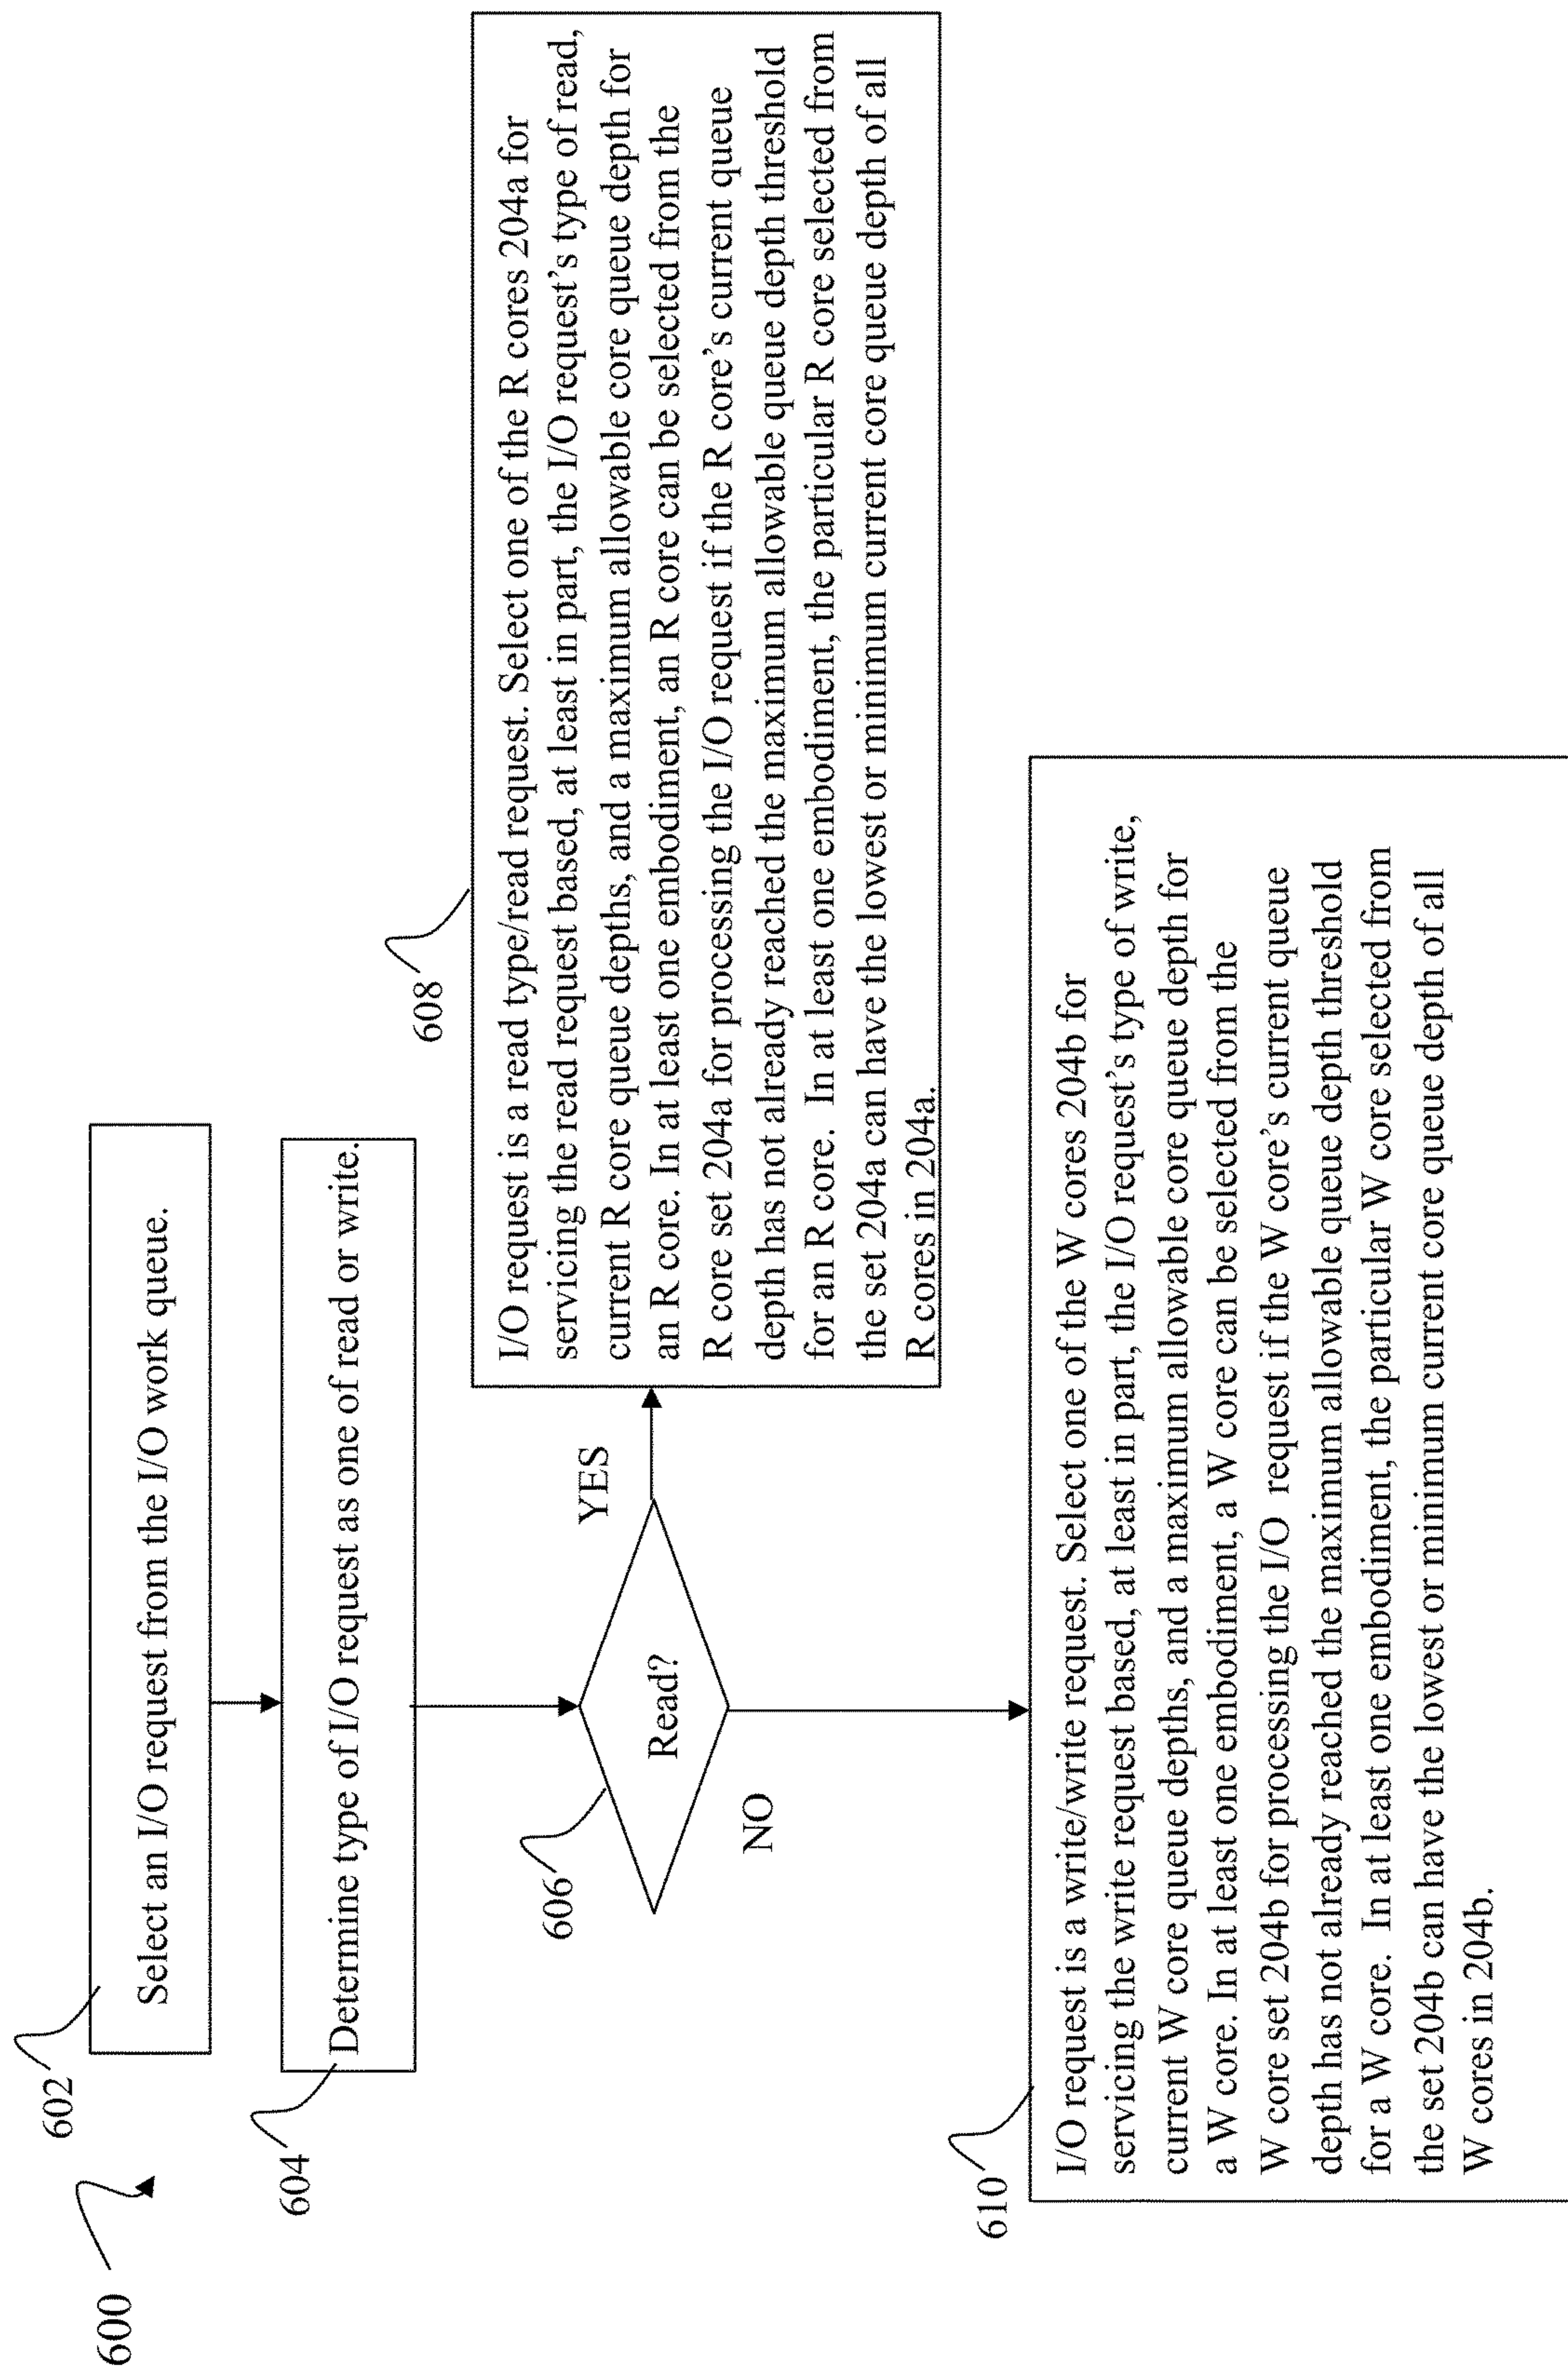 600
602
Select an I/O request from the I/O work queue.
604
Determine type of I/O request as one of read or write.
606
Read?
YES
NO
608
I/O request is a read type/read request. Select one of the R cores 204a for
servicing the read request based, at least in part, the I/O request's type of read,
current R core queue depths, and a maximum allowable core queue depth for
an R core. In at least one embodiment, an R core can be selected from the
R core set 204a for processing the I/O request if the R core's current queue
depth has not already reached the maximum allowable queue depth threshold
for an R core. In at least one embodiment, the particular R core selected from
the set 204a can have the lowest or minimum current core queue depth of all
R cores in 204a.
610
I/O request is a write/write request. Select one of the W cores 204b for
servicing the write request based, at least in part, the I/O request's type of write,
current W core queue depths, and a maximum allowable core queue depth for
a W core. In at least one embodiment, a W core can be selected from the
W core set 204b for processing the I/O request if the W core's current queue
depth has not already reached the maximum allowable queue depth threshold
for a W core. In at least one embodiment, the particular W core selected from
the set 204b can have the lowest or minimum current core queue depth of all
W cores in 204b.